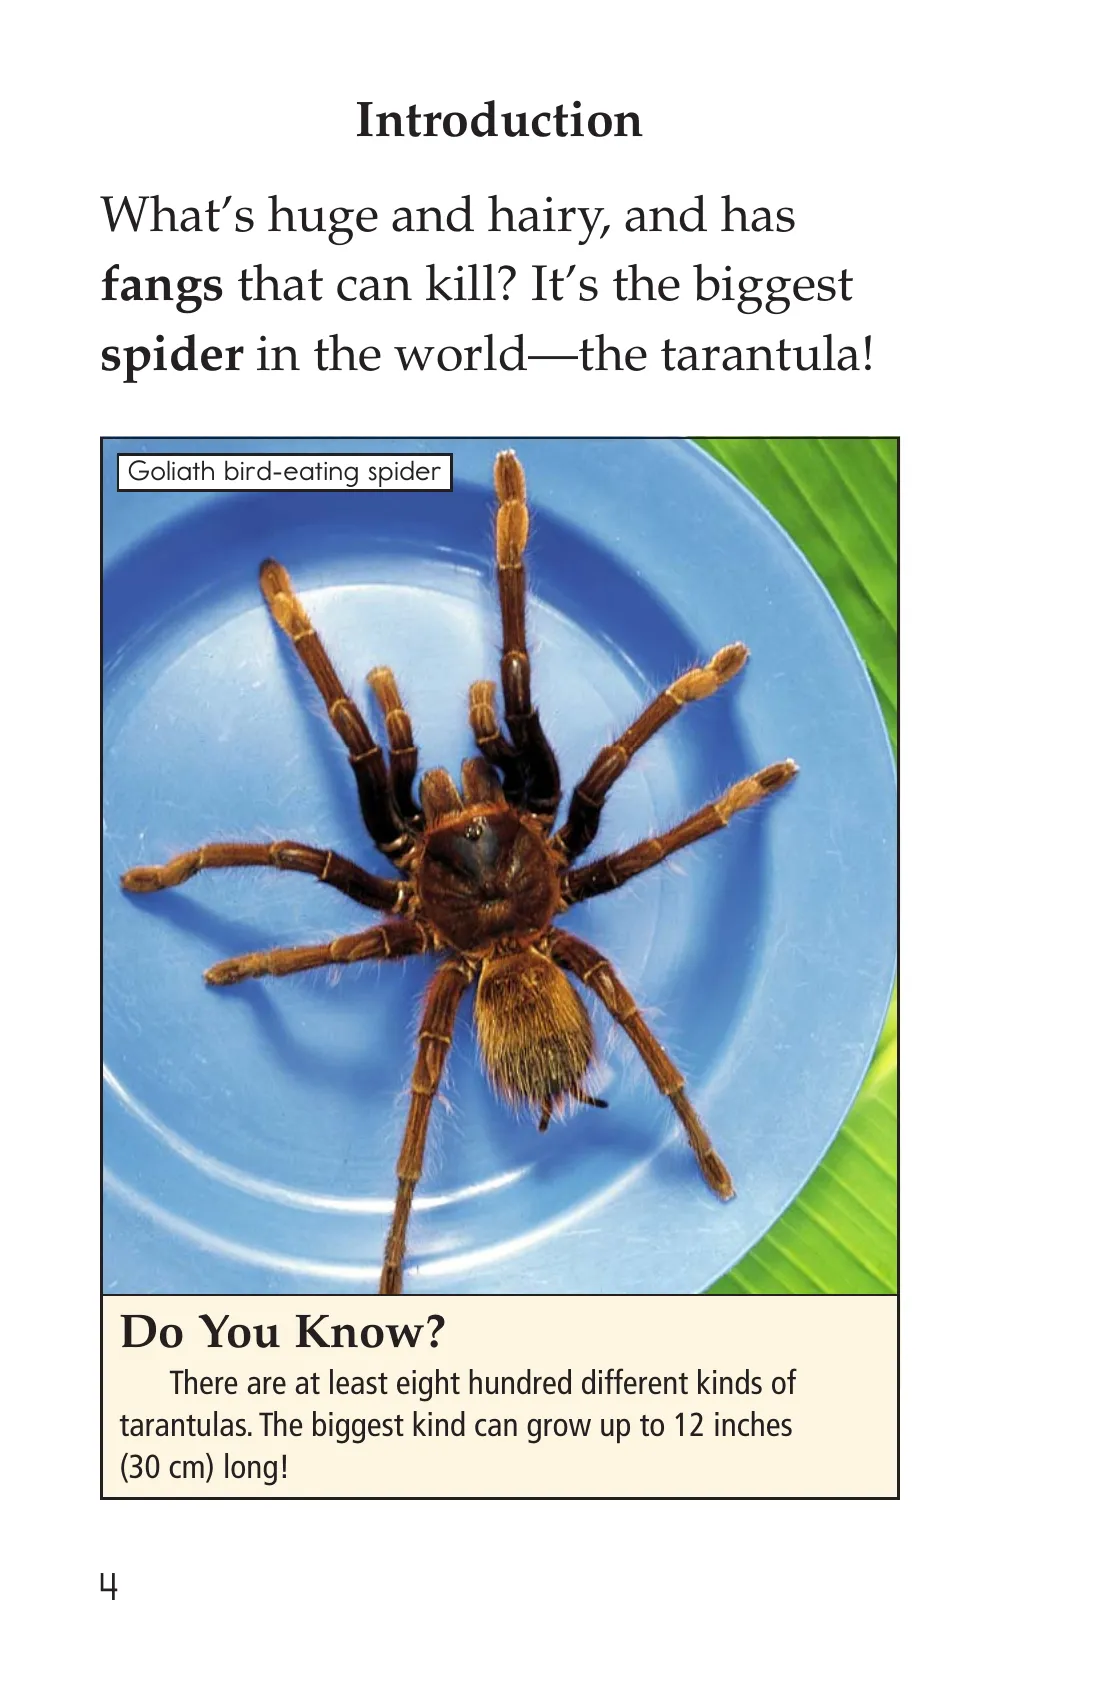 Introduction
What’s huge and hairy, and has
fangs that can kill? It’s the biggest
spider in the world—the tarantula!
Goliath bird-eating spider
Do You Know?
There are at least eight hundred different kinds of
tarantulas. The biggest kind can grow up to 12 inches
(30 cm) long!
4